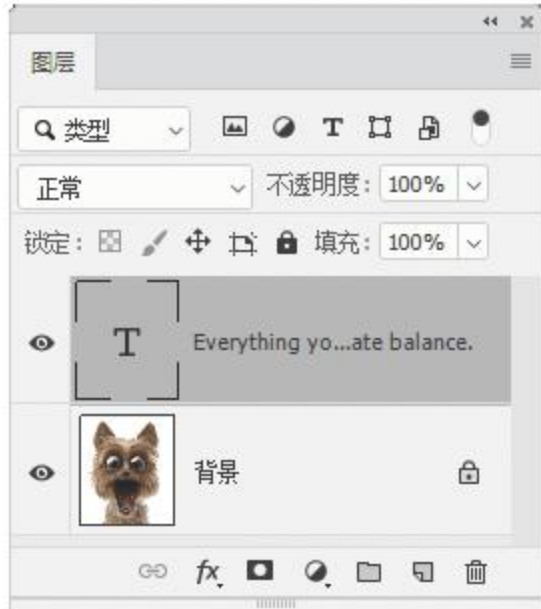 图层
类型
正常 不透明度: 100%
锁定: 填充: 100%
T Everything yo...ate balance.
背景
fx